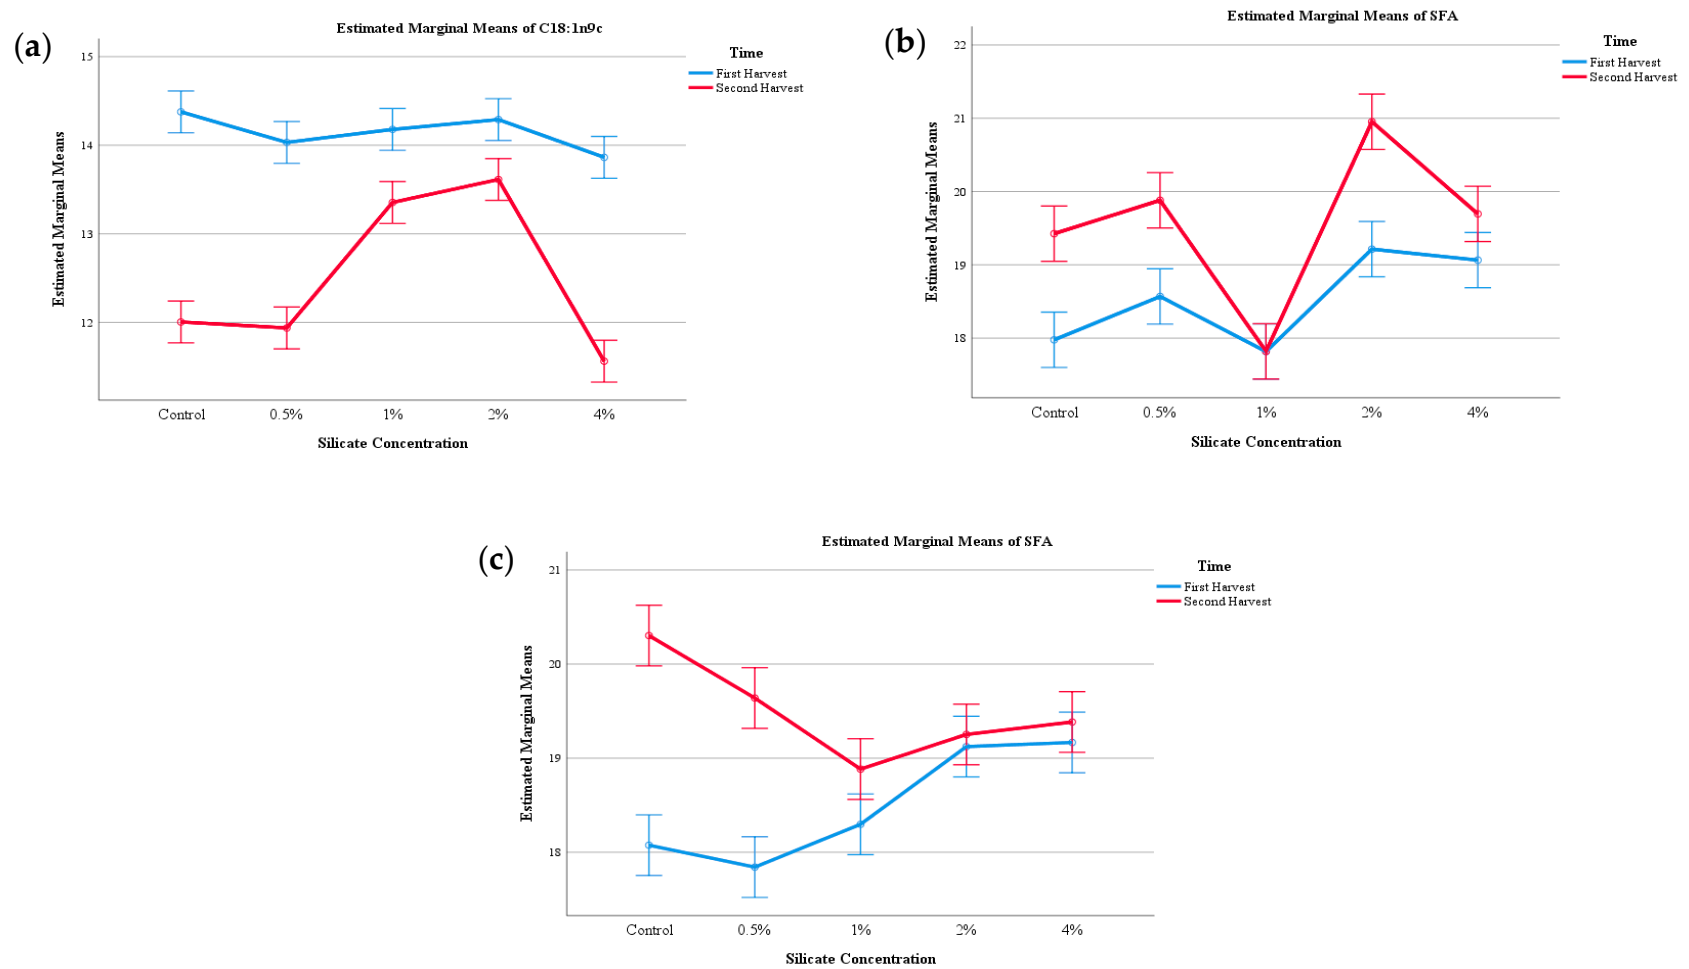 (a)
Estimated Marginal Means of C18:1n9c
Time
First Harvest
Second Harvest
Estimated Marginal Means
15
14
13
12
Control 0.5% 1% 2% 4%
Silicate Concentration
(b)
Estimated Marginal Means of SFA
Time
First Harvest
Second Harvest
Estimated Marginal Means
22
21
20
19
18
Control 0.5% 1% 2% 4%
Silicate Concentration
(c)
Estimated Marginal Means of SFA
Time
First Harvest
Second Harvest
Estimated Marginal Means
21
20
19
18
Control 0.5% 1% 2% 4%
Silicate Concentration